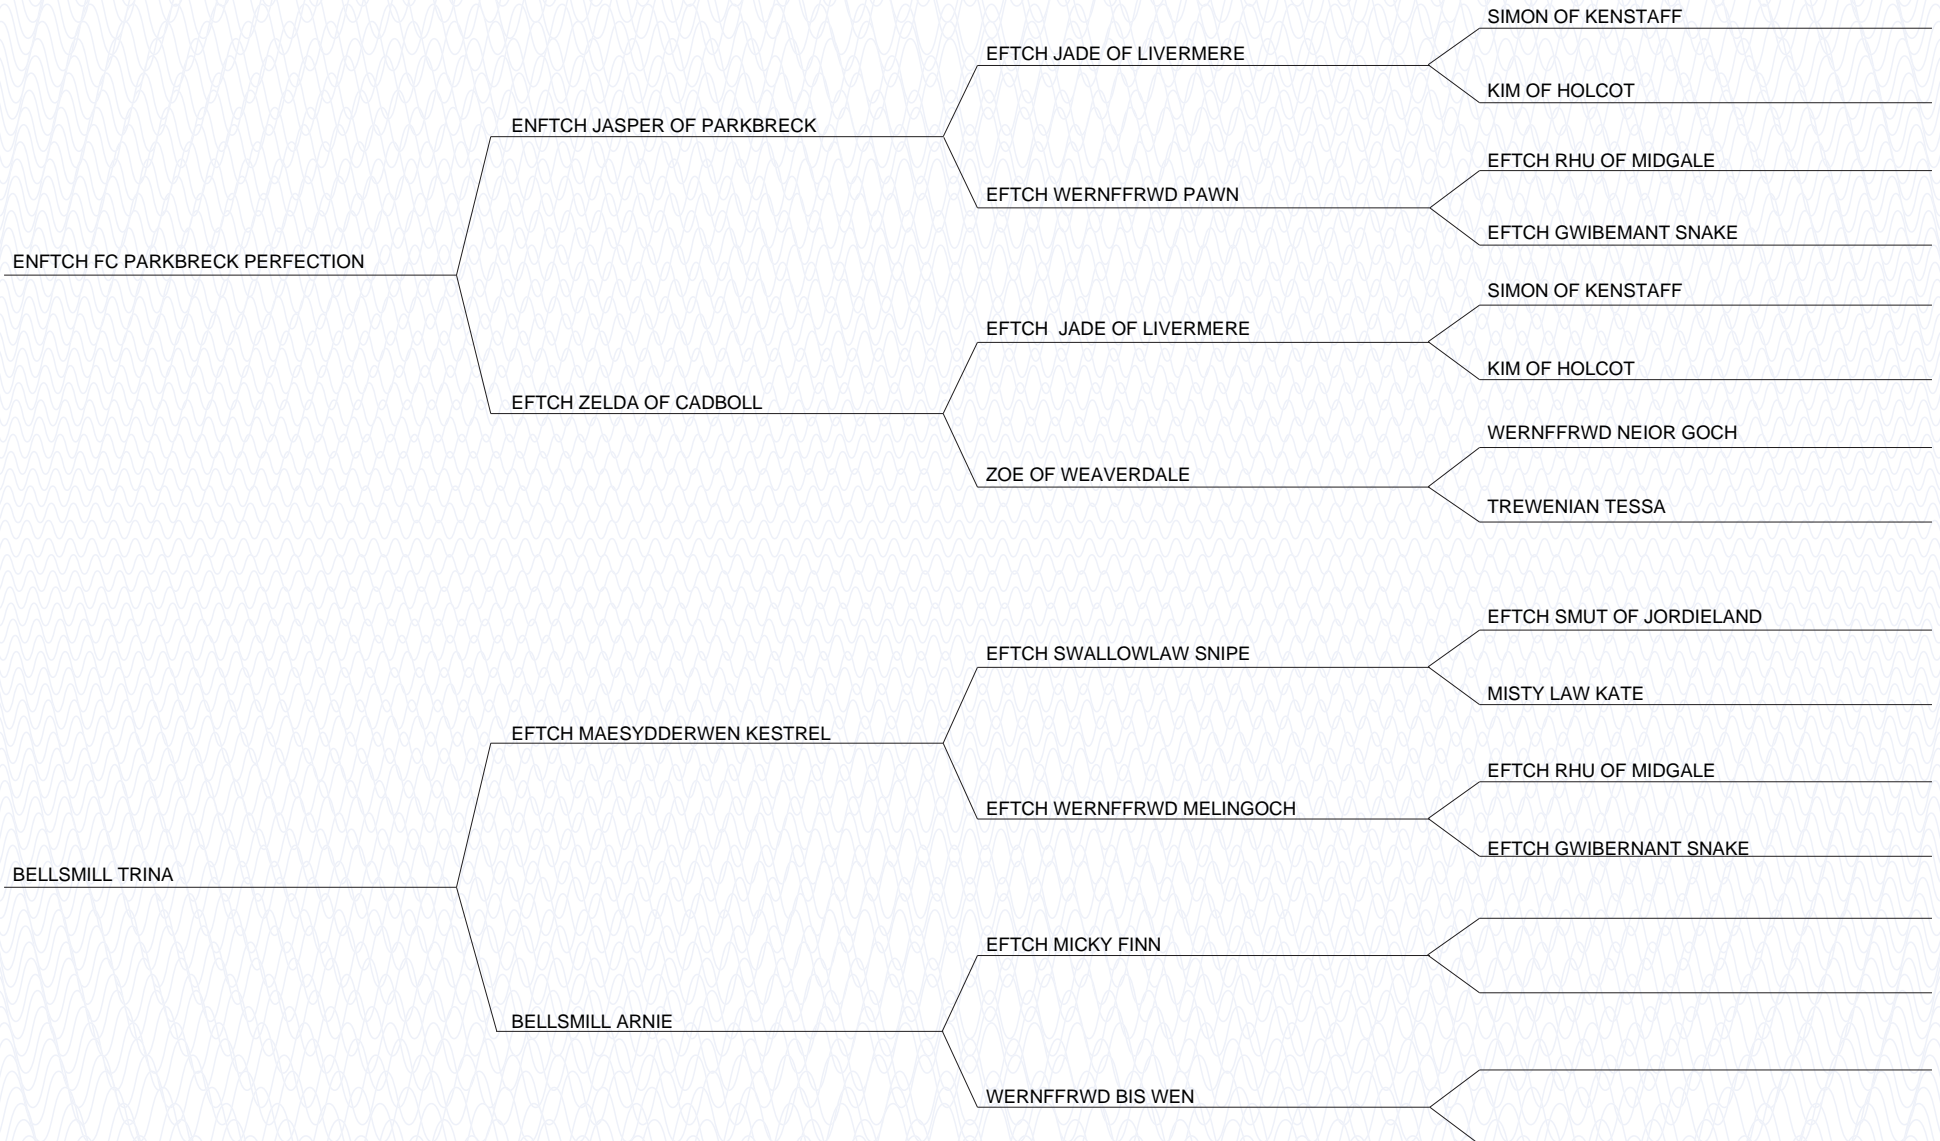 SIMON OF KENSTAFF
EFTCH JADE OF LIVERMERE
KIM OF HOLCOT
ENFTCH JASPER OF PARKBRECK
EFTCH RHU OF MIDGALE
EFTCH WERNFFRWD PAWN
EFTCH GWIBEMANT SNAKE
ENFTCH FC PARKBRECK PERFECTION
SIMON OF KENSTAFF
EFTCH  JADE OF LIVERMERE
KIM OF HOLCOT
EFTCH ZELDA OF CADBOLL
WERNFFRWD NEIOR GOCH
ZOE OF WEAVERDALE
TREWENIAN TESSA
EFTCH SMUT OF JORDIELAND
EFTCH SWALLOWLAW SNIPE
MISTY LAW KATE
EFTCH MAESYDDERWEN KESTREL
EFTCH RHU OF MIDGALE
EFTCH WERNFFRWD MELINGOCH
EFTCH GWIBERNANT SNAKE
BELLSMILL TRINA
EFTCH MICKY FINN
BELLSMILL ARNIE
WERNFFRWD BIS WEN